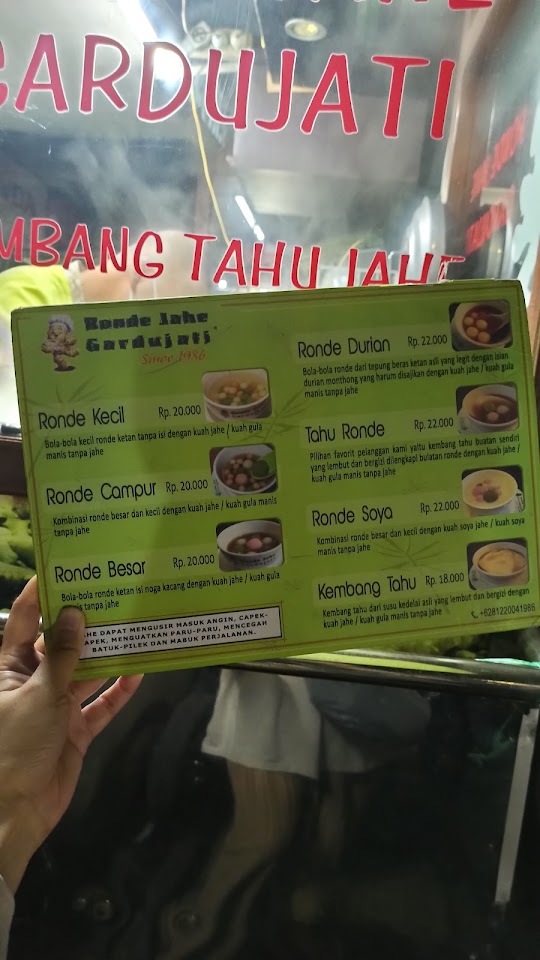 GARDUJATI
MBANG TAHU JAHE
Ronde Jahe
Gardujati
Since 1986
Ronde Kecil Rp. 20.000
Bola-bola kecil ronde ketan tanpa isi dengan kuah jahe / kuah gula
manis tanpa jahe
Ronde Campur Rp. 20.000
Kombinasi ronde besar dan kecil dengan kuah jahe / kuah gula manis
tanpa jahe
Ronde Besar Rp. 20.000
Bola-bola ronde ketan isi noga kacang dengan kuah jahe / kuah gula
tanpa jahe
JAHE DAPAT MENGUSIR MASUK ANGIN, CAPEK-
CAPEK, MENGUATKAN PARU-PARU, MENCEGAH
BATUK-PILEK DAN MABUK PERJALANAN.
Ronde Durian Rp. 22.000
Bola-bola ronde dari tepung beras ketan asli yang legit dengan isian
durian monthong yang harum disajikan dengan kuah jahe / kuah gula
manis tanpa jahe
Tahu Ronde Rp. 22.000
Pilihan favorit pelanggan kami yaitu kembang tahu buatan sendiri
yang lembut dan bergizi dilengkapi bulatan ronde dengan kuah jahe /
kuah gula manis tanpa jahe
Ronde Soya Rp. 22.000
Kombinasi ronde besar dan kecil dengan kuah soya jahe / kuah soya
manis tanpa jahe
Kembang Tahu Rp. 18.000
Kembang tahu dari susu kedelai asli yang lembut dan bergizi dengan
kuah jahe / kuah gula manis tanpa jahe
+6281220041986